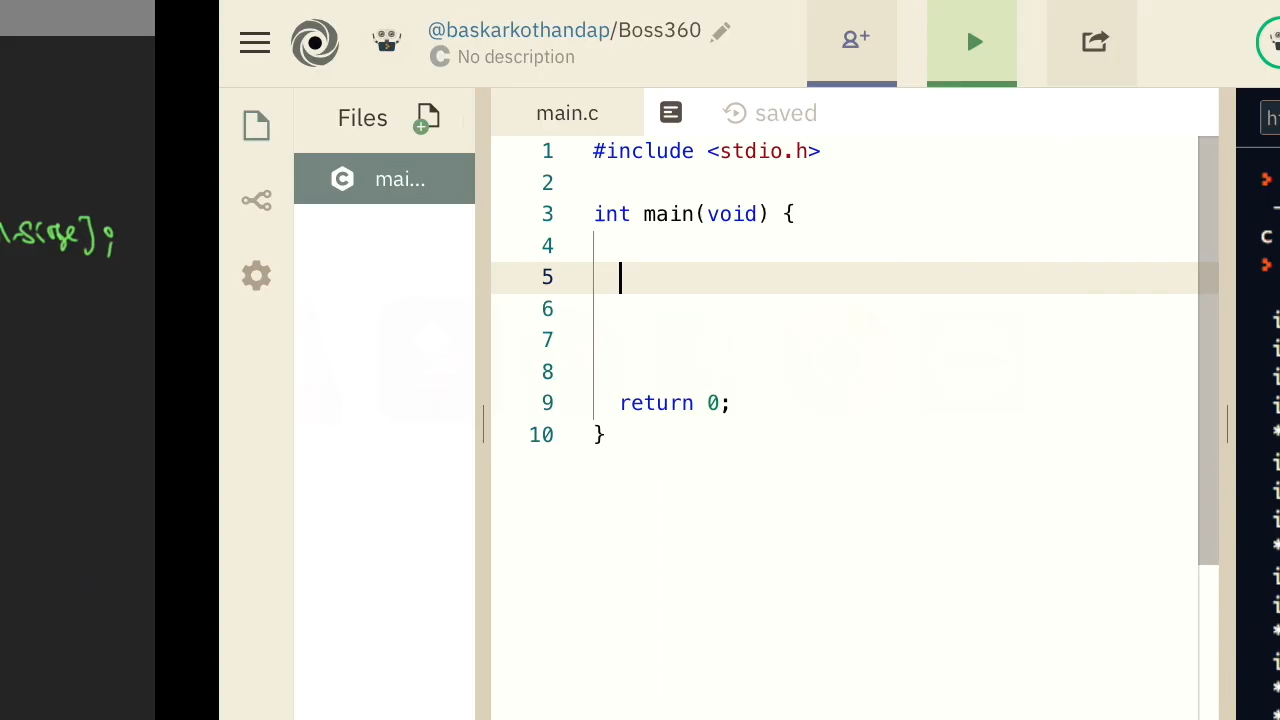 @baskarkothandap/Boss360
No description
Files
main.c
saved
mai...
1 #include <stdio.h>
2
3 int main(void) {
4
5
6
7
8
9 return 0;
10 }
size];
c